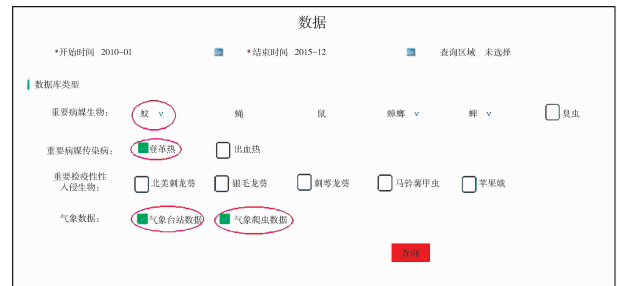 数据
*开始时间 2010-01 *结束时间 2015-12 查询区域 未选择
数据库类型
重要病媒生物： 蚊 蝇 鼠 蟑螂 蜱 臭虫
重要病媒传染病： 登革热 出血热
重要检疫性性 北美刺龙葵 银毛龙葵 刺萼龙葵 马铃薯甲虫 苹果蛾
入侵生物：
气象数据： 气象台站数据 气象爬虫数据
查询